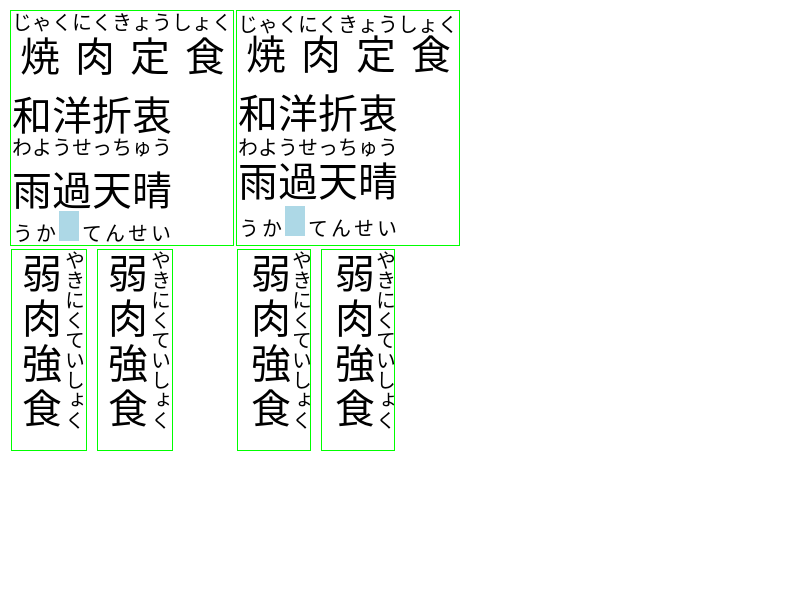 じゃくにくきょうしょく
焼肉定食
和洋折衷
わようせっちゅう
雨過天晴
うか てんせい
じゃくにくきょうしょく
焼肉定食
和洋折衷
わようせっちゅう
雨過天晴
うか てんせい
弱肉強食
やきにくていしょく
弱肉強食
やきにくていしょく
弱肉強食
やきにくていしょく
弱肉強食
やきにくていしょく